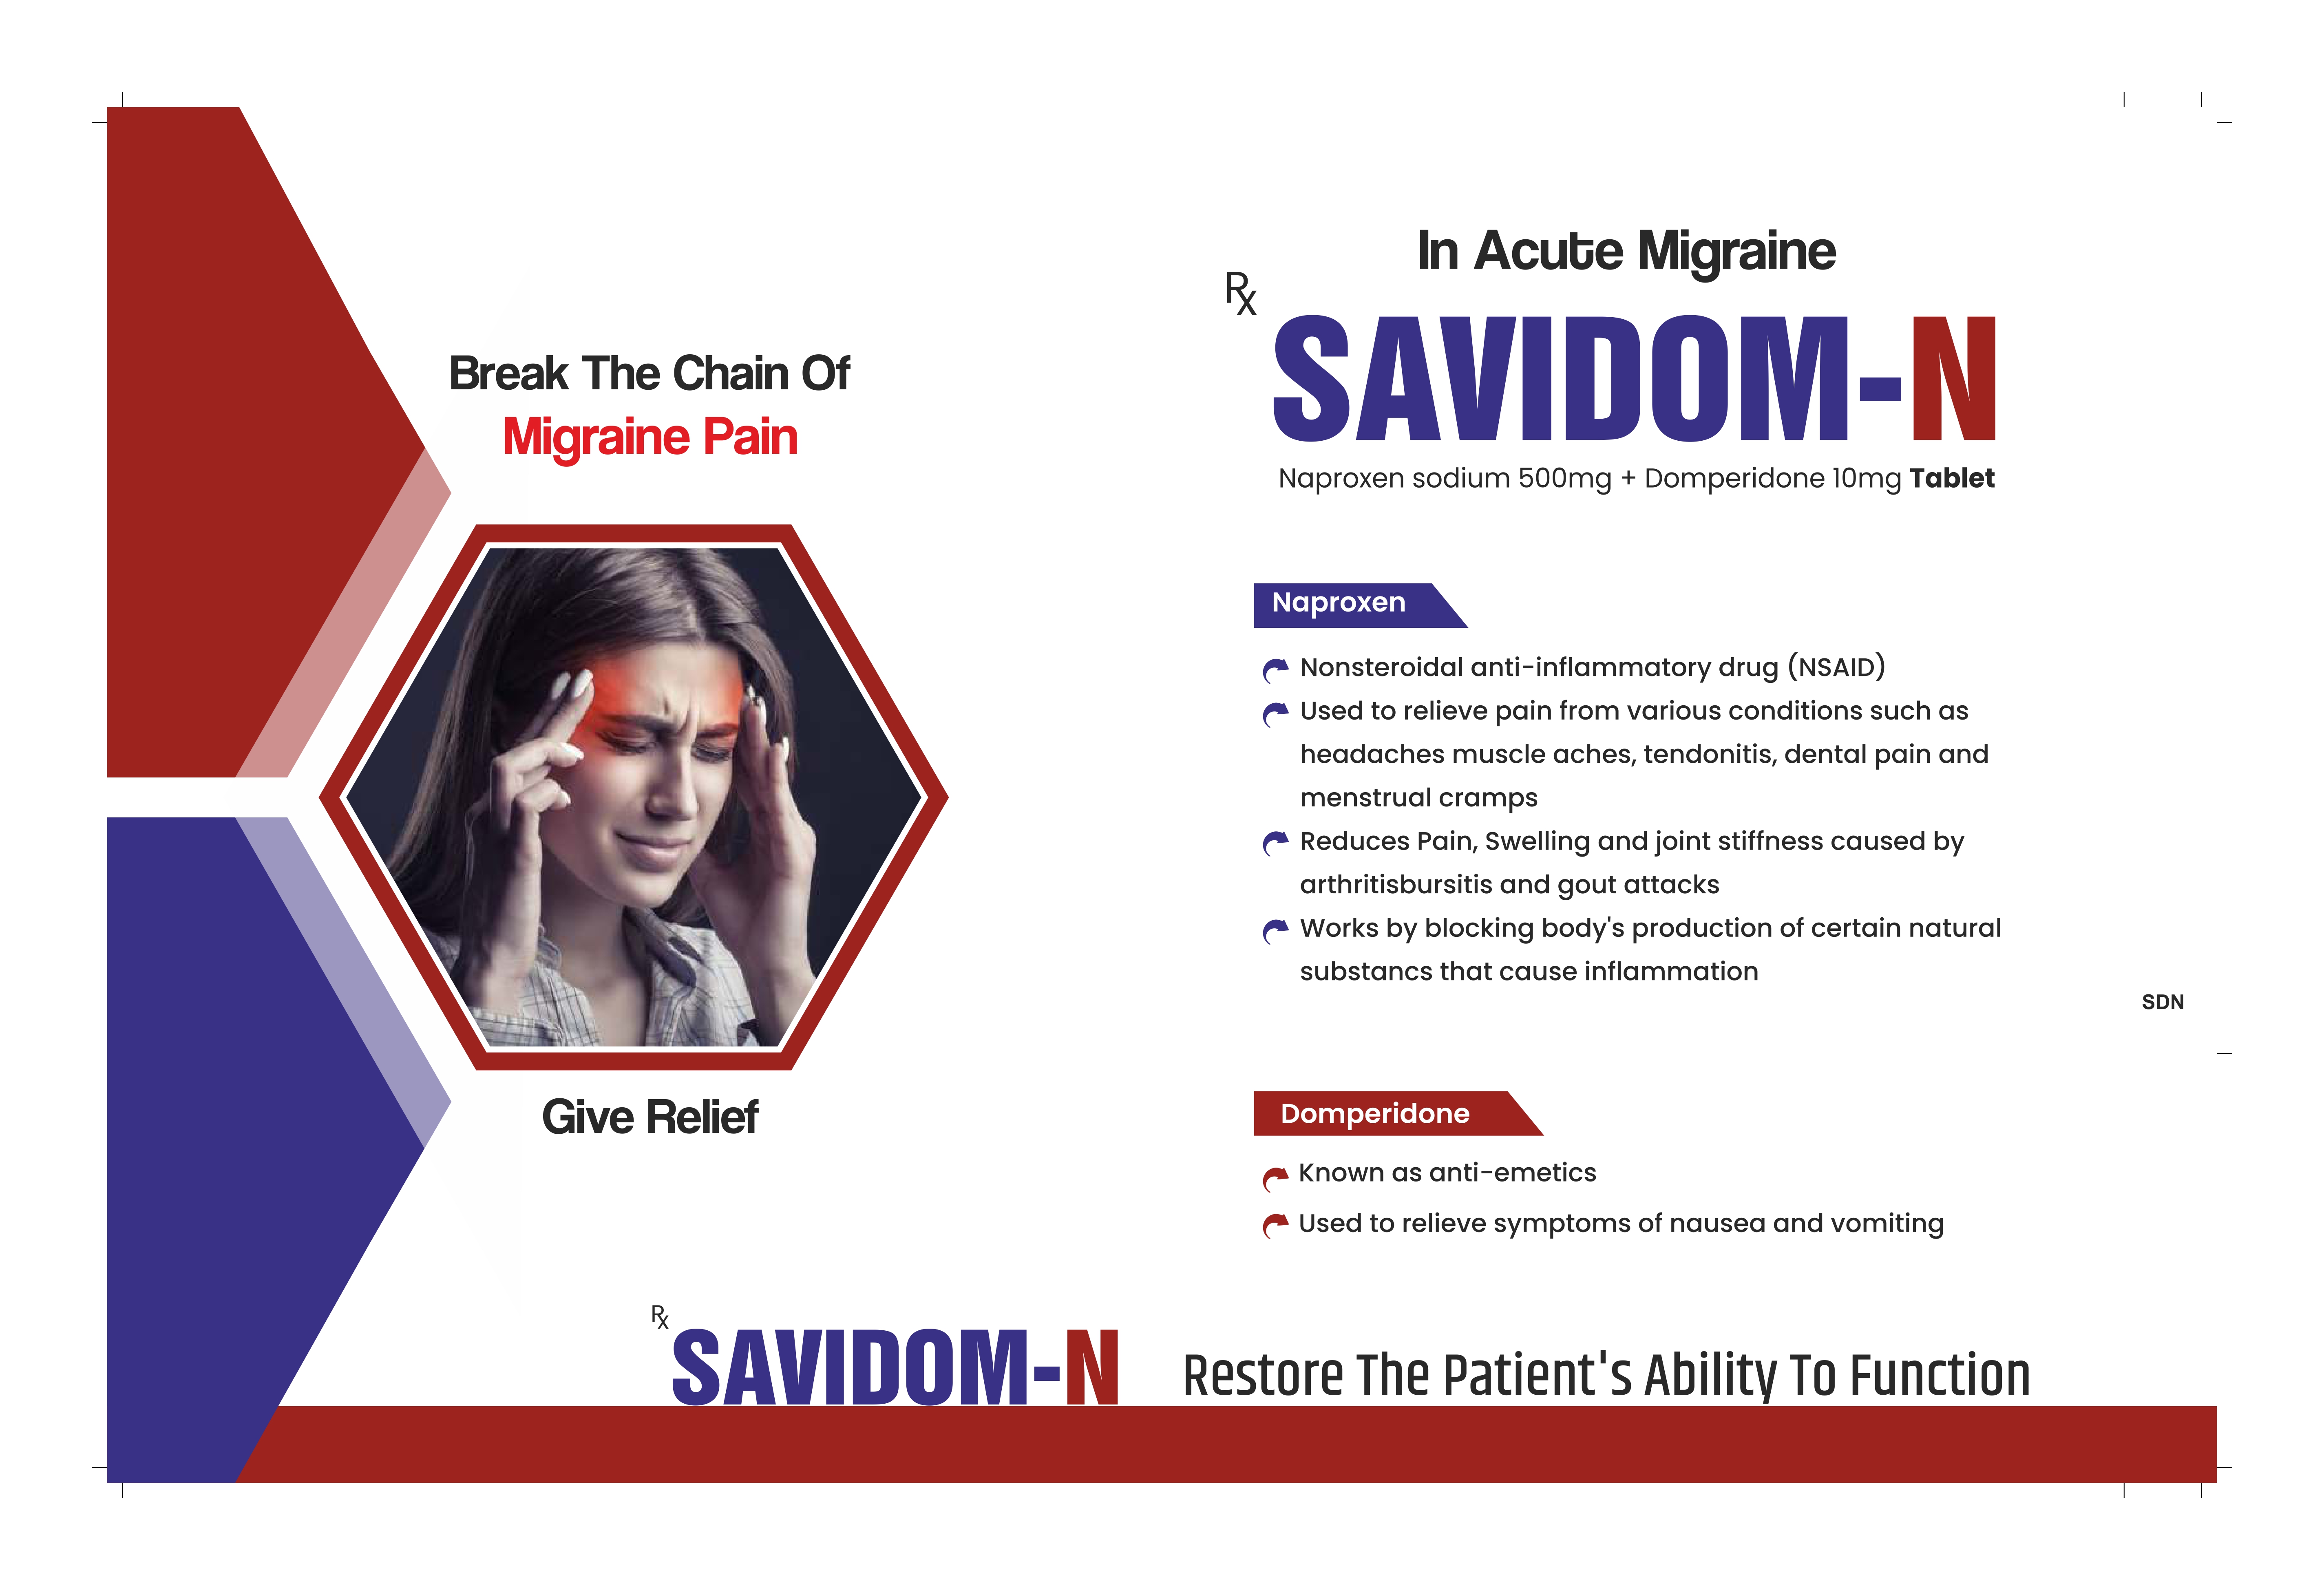 Break The Chain Of
Migraine Pain
Give Relief
In Acute Migraine
Rx
SAVIDOM-N
Naproxen sodium 500mg + Domperidone 10mg Tablet
Naproxen
Nonsteroidal anti-inflammatory drug (NSAID)
Used to relieve pain from various conditions such as
headaches muscle aches, tendonitis, dental pain and
menstrual cramps
Reduces Pain, Swelling and joint stiffness caused by
arthritisbursitis and gout attacks
Works by blocking body's production of certain natural
substancs that cause inflammation
SDN
Domperidone
Known as anti-emetics
Used to relieve symptoms of nausea and vomiting
Rx
SAVIDOM-N
Restore The Patient's Ability To Function